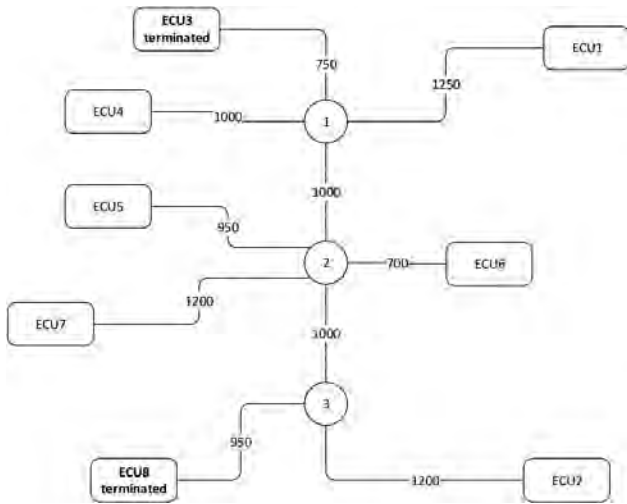 ECU3
terminated
ECU1
750
1250
ECU4
1000
1
1000
ECU5
950
2
700
ECU6
1200
ECU7
1000
3
950
ECU8
terminated
1200
ECU2